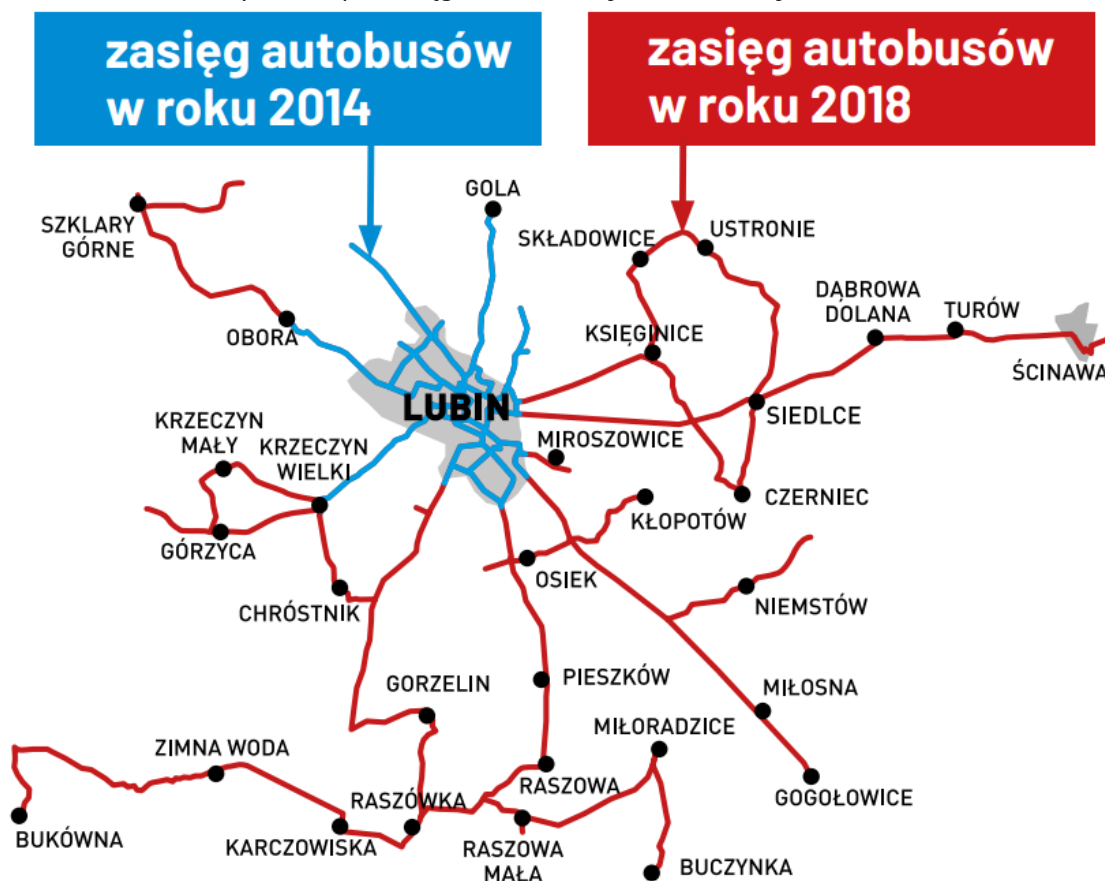 zasięg autobusów
w roku 2014
zasięg autobusów
w roku 2018
GOLA
SZKLARY
GÓRNE
SKŁADOWICE
USTRONIE
DĄBROWA
DOLANA
TURÓW
OBORA
KSIĘGINICE
ŚCINAWA
LUBIN
SIEDLCE
KRZECZYN
MAŁY
KRZECZYN
WIELKI
MIROSZOWICE
CZERNIEC
KŁOPOTÓW
GÓRZYCA
OSIEK
CHRÓSTNIK
NIEMSTÓW
PIESZKÓW
GORZELIN
MIŁOSNA
MIŁORADZICE
ZIMNA WODA
RASZOWA
GOGOŁOWICE
RASZÓWKA
BUKÓWNA
KARCZOWISKA
RASZOWA
MAŁA
BUCZYNKA